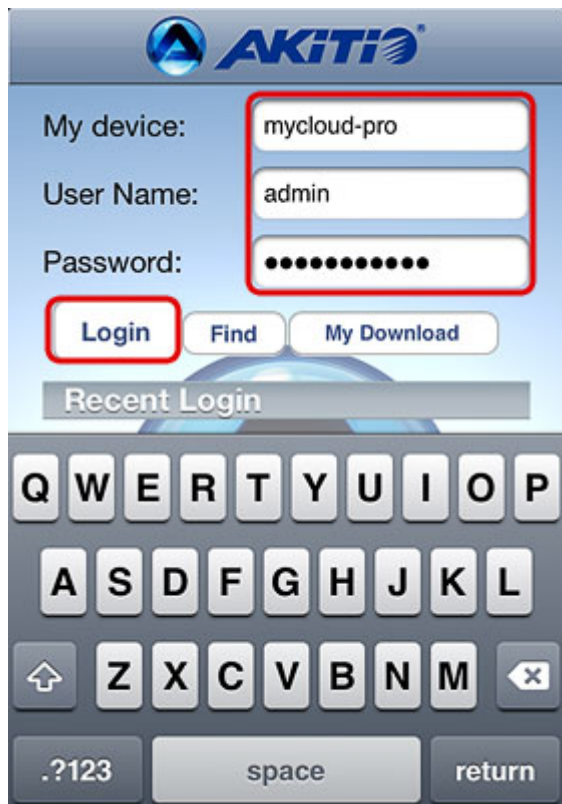 AKiTiO
My device: mycloud-pro
User Name: admin
Password: ●●●●●●●●●●●
Login Find My Download
Recent Login
Q W E R T Y U I O P
A S D F G H J K L
Z X C V B N M
.?123 space return